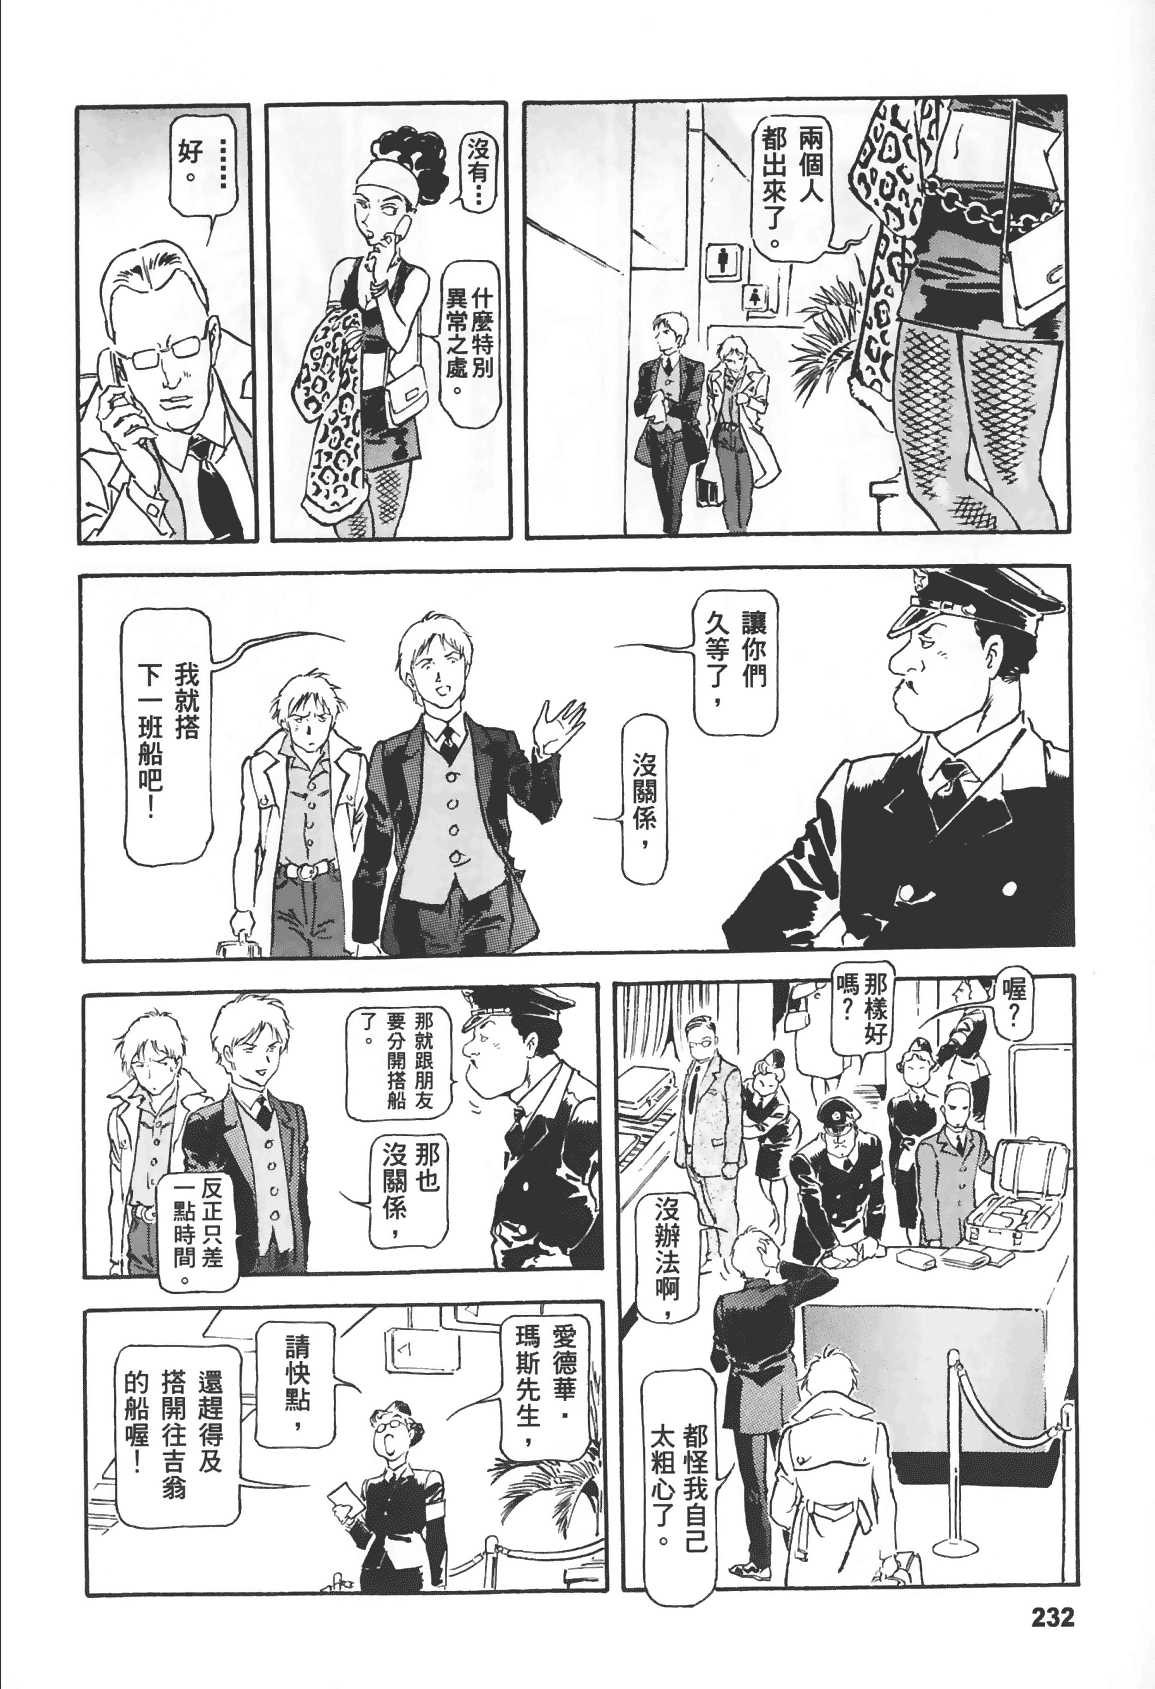 兩個人
都出來了。
沒有⋯
什麼特別
異常之處。
⋯⋯
好。
讓你們
久等了，
沒關係，
我就搭
下一班船吧！
喔？
那樣好
嗎？
沒辦法啊，
都怪我自己
太粗心了。
那就跟朋友
要分開搭船
了。
那也
沒關係，
反正只差
一點時間。
愛德華·
瑪斯先生，
請快點，
還趕得及
搭開往吉翁
的船喔！
232